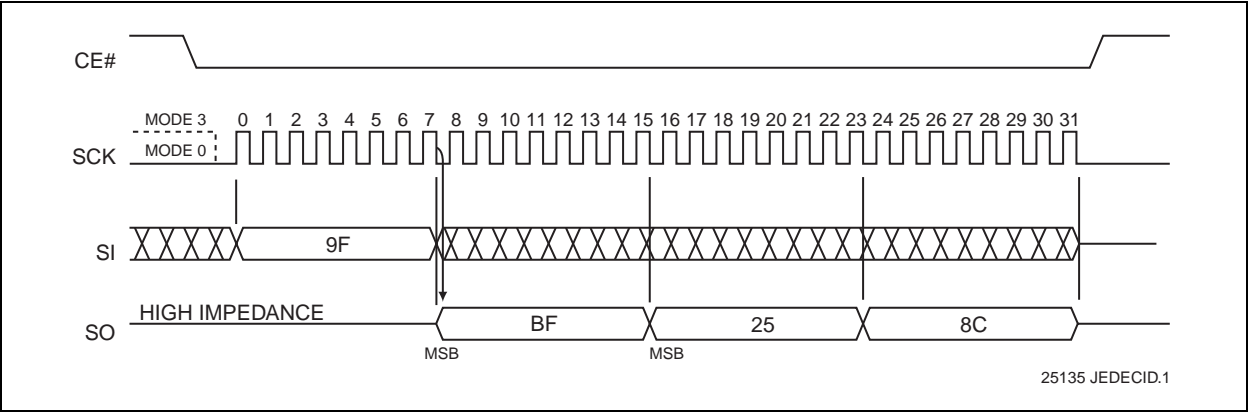 CE#
MODE 3
0 1 2 3 4 5 6 7 8 9 10 11 12 13 14 15 16 17 18 19 20 21 22 23 24 25 26 27 28 29 30 31
SCK
MODE 0
SI
9F
HIGH IMPEDANCE
SO
BF
25
8C
MSB
MSB
25135 JEDECID.1